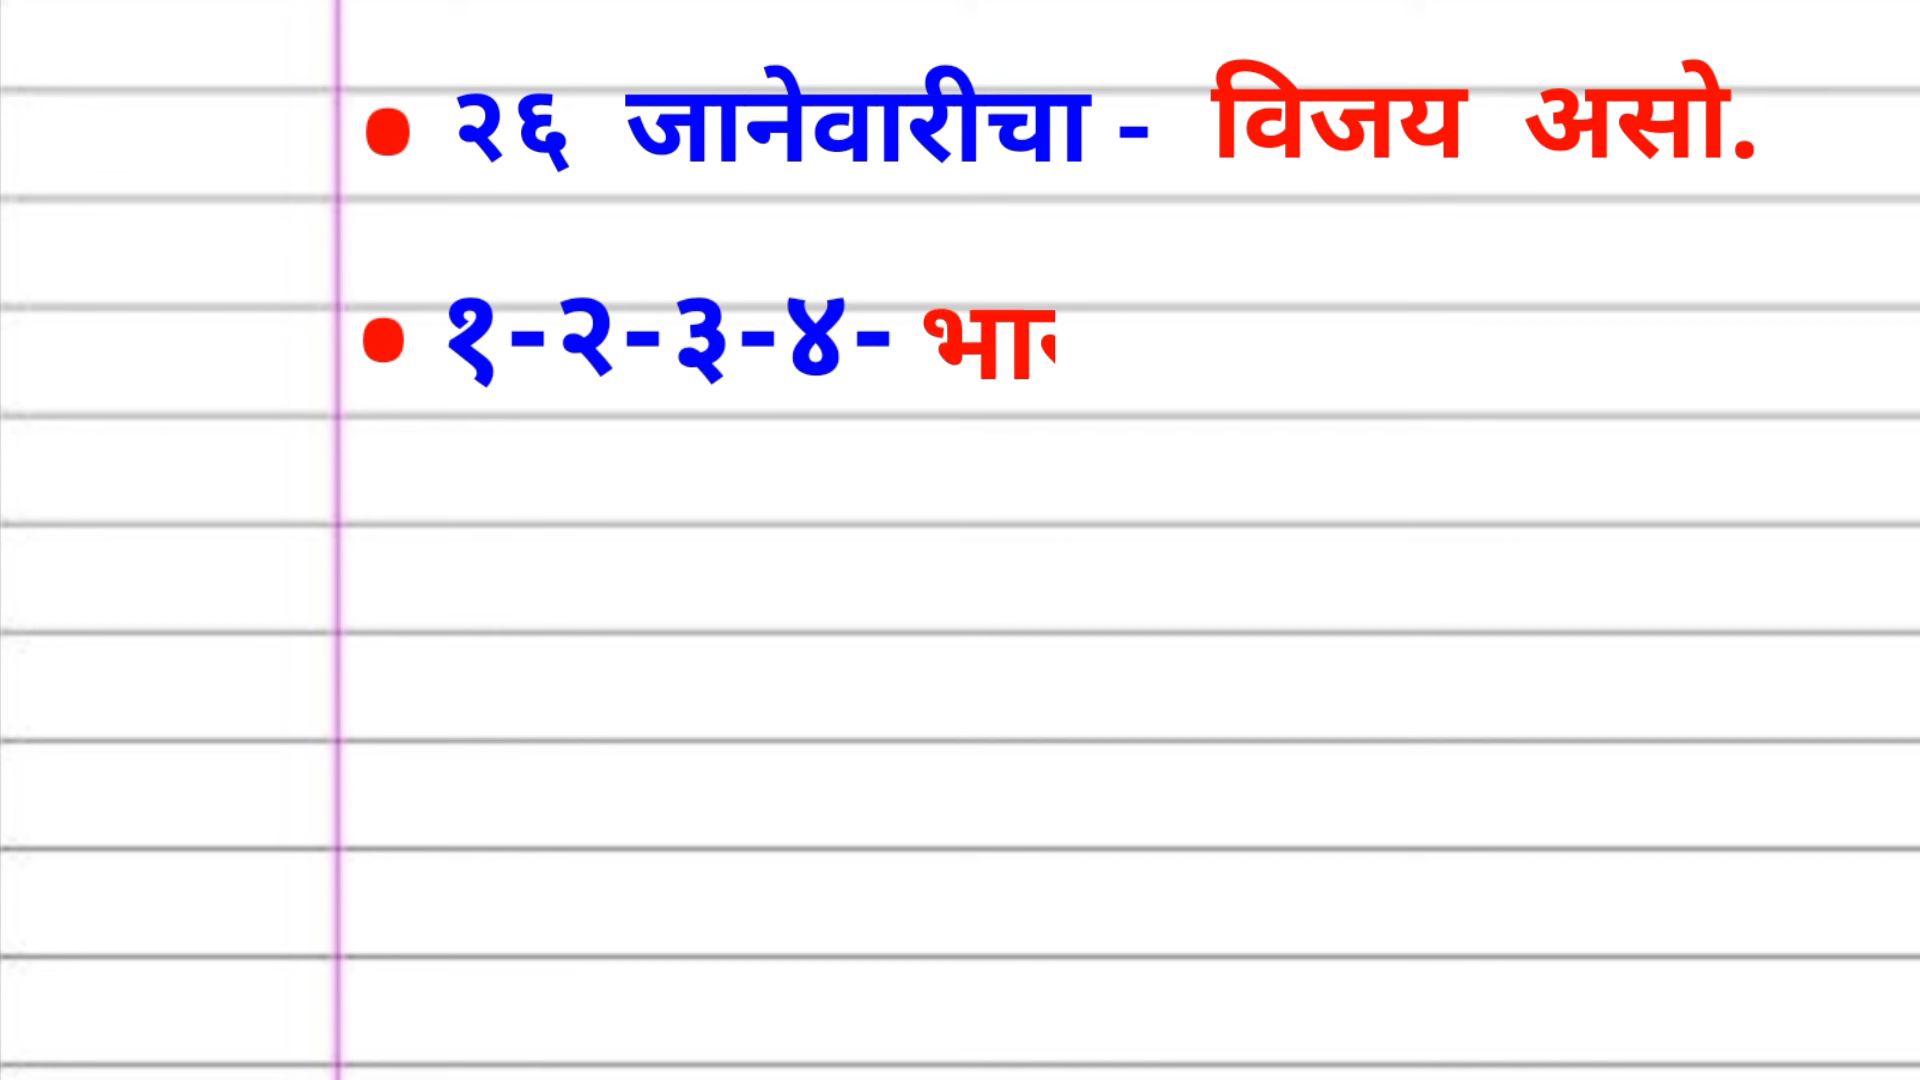 • २६ जानेवारीचा - विजय असो.
• १-२-३-४-